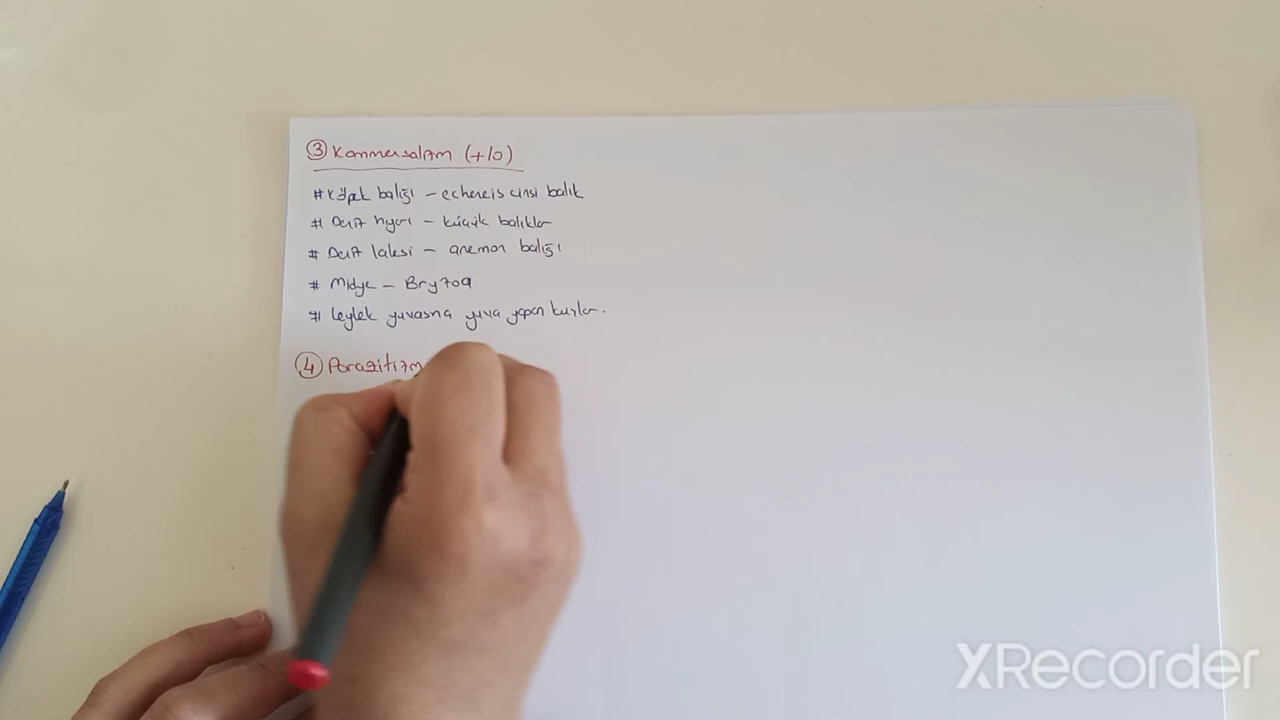 ③ Kommensalizm (+/0)
# Köpek balığı – echeneis cinsi balık
# Deniz hıyarı – küçük balıklar
# Deniz lalesi – anemon balığı
# Midye – Bryzoa
# Leylek yuvasına yuva yapan kuşlar.
④ Parazitizm
XRecorder